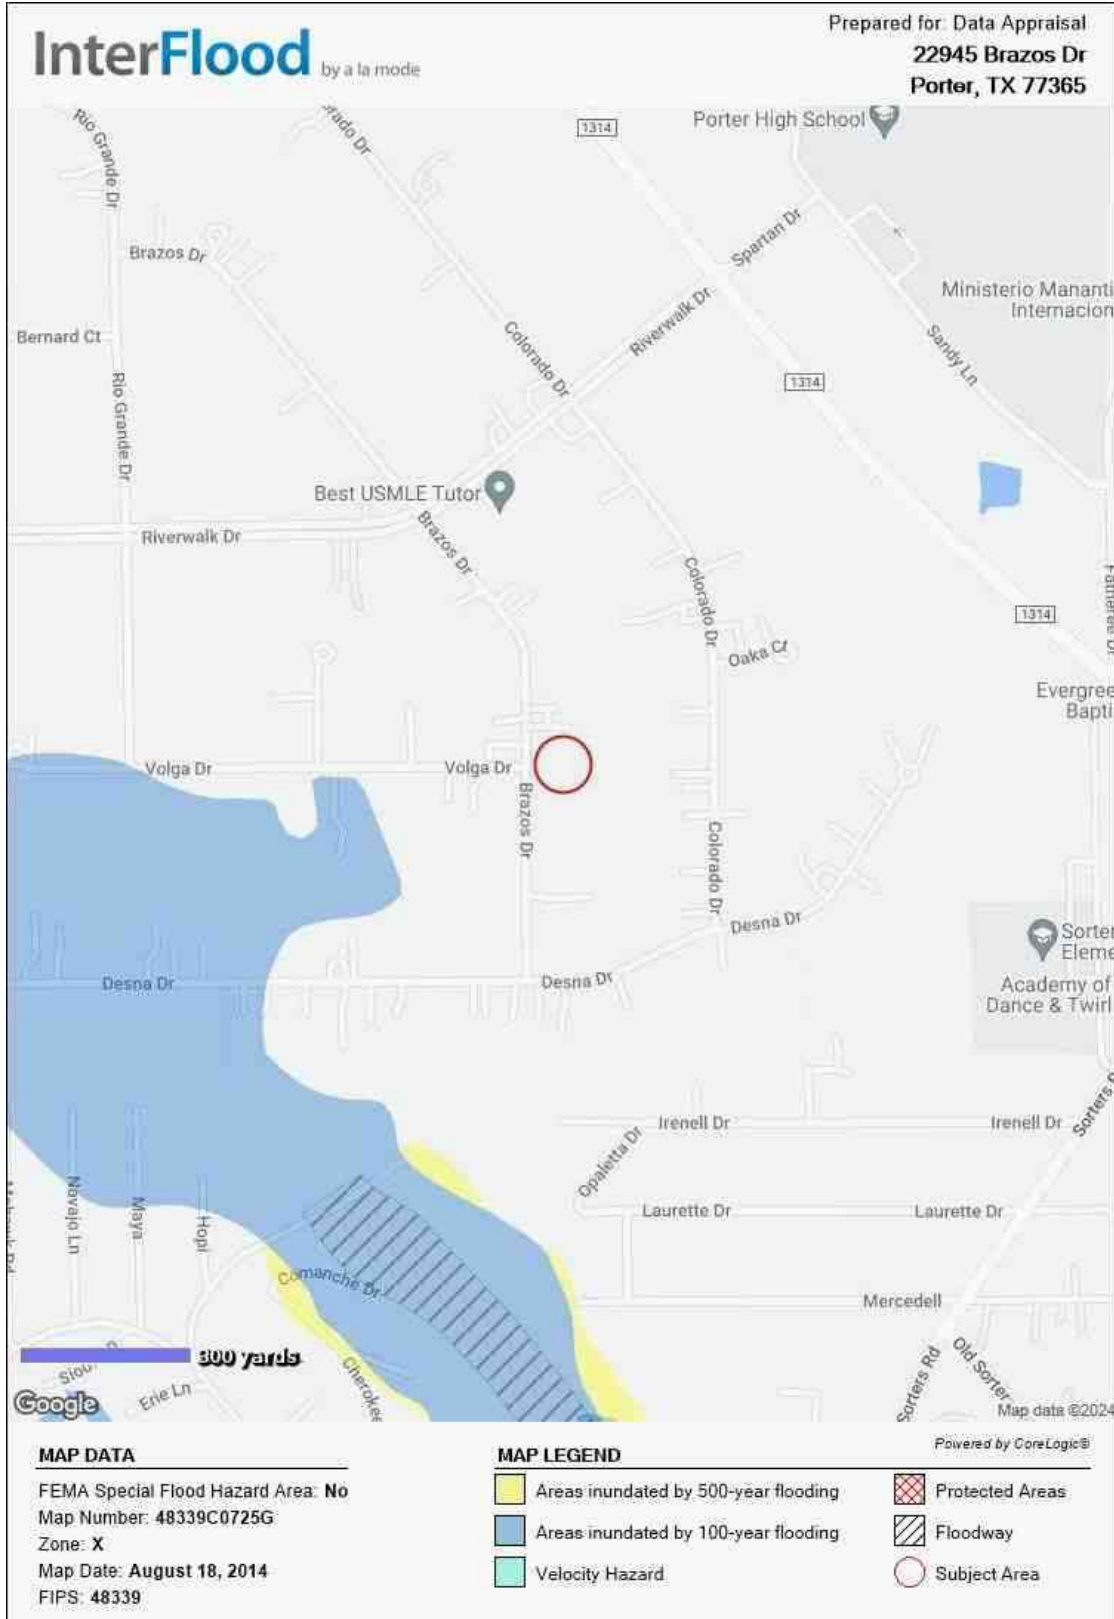 InterFlood by a la mode
Prepared for: Data Appraisal
22945 Brazos Dr
Porter, TX 77365
Rio Grande Dr
Colorado Dr
1314
Porter High School
Brazos Dr
Spartan Dr
Bernard Ct
Riverwalk Dr
Ministerio Mananti
Internacion
Colorado Dr
Sandy Ln
Rio Grande Dr
1314
Best USMLE Tutor
Riverwalk Dr
Brazos Dr
Colorado Dr
1314
Oaka Ct
Evergree
Bapti
Volga Dr
Volga Dr
Brazos Dr
Colorado Dr
Desna Dr
Sorter
Eleme
Desna Dr
Desna Dr
Academy of
Dance & Twirl
Irenell Dr
Irenell Dr
Sorters R
Opaletta Dr
Navajo Ln
Maya
Hopi
Laurette Dr
Laurette Dr
Comanche Dr
Mercedell
300 yards
Erie Ln
Cherokee
Sorters Rd
Old Sorter
Google
Map data ©2024
Powered by CoreLogic®
MAP DATA
FEMA Special Flood Hazard Area: No
Map Number: 48339C0725G
Zone: X
Map Date: August 18, 2014
FIPS: 48339
MAP LEGEND
Areas inundated by 500-year flooding
Areas inundated by 100-year flooding
Velocity Hazard
Protected Areas
Floodway
Subject Area